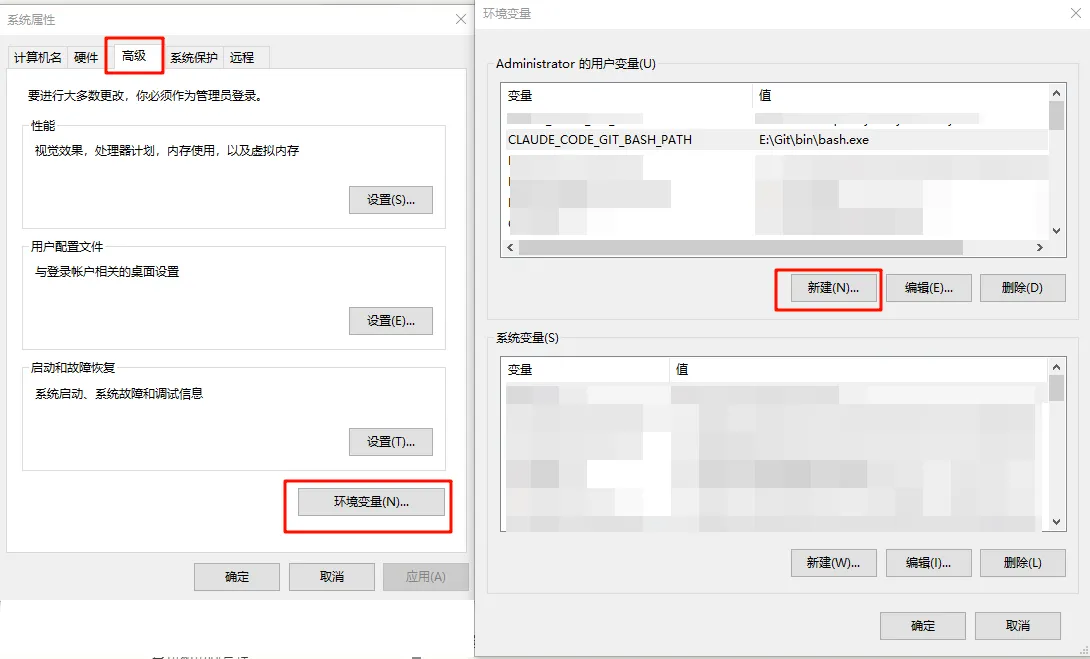 系统属性
计算机名
硬件
高级
系统保护
远程
要进行大多数更改，你必须作为管理员登录。
性能
视觉效果，处理器计划，内存使用，以及虚拟内存
设置(S)...
用户配置文件
与登录帐户相关的桌面设置
设置(E)...
启动和故障恢复
系统启动、系统故障和调试信息
设置(T)...
环境变量(N)...
确定
取消
应用(A)
环境变量
Administrator 的用户变量(U)
变量
值
CLAUDE_CODE_GIT_BASH_PATH
E:\Git\bin\bash.exe
新建(N)...
编辑(E)...
删除(D)
系统变量(S)
变量
值
新建(W)...
编辑(I)...
删除(L)
确定
取消